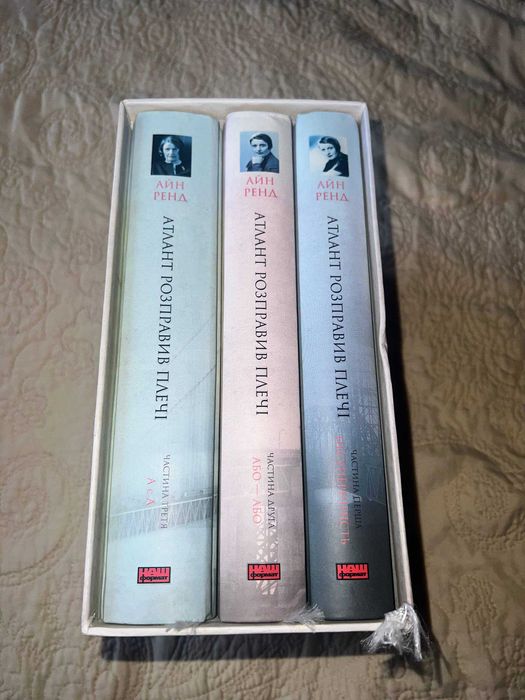 АЙН
РЕНД
АТЛАНТ РОЗПРАВИВ ПЛЕЧІ
ЧАСТИНА ТРЕТЯ
А є А
НАШ
формат
АЙН
РЕНД
АТЛАНТ РОЗПРАВИВ ПЛЕЧІ
ЧАСТИНА ДРУГА
АБО — АБО
НАШ
формат
АЙН
РЕНД
АТЛАНТ РОЗПРАВИВ ПЛЕЧІ
ЧАСТИНА ПЕРША
НАШ
формат